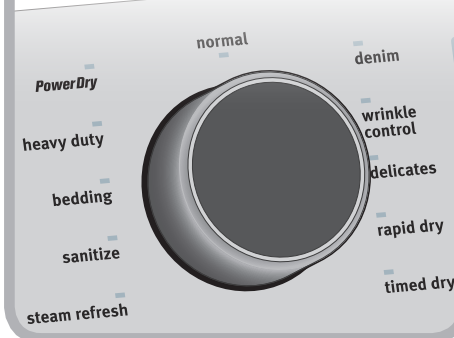 normal
denim
PowerDry
wrinkle
control
heavy duty
delicates
bedding
rapid dry
sanitize
timed dry
steam refresh